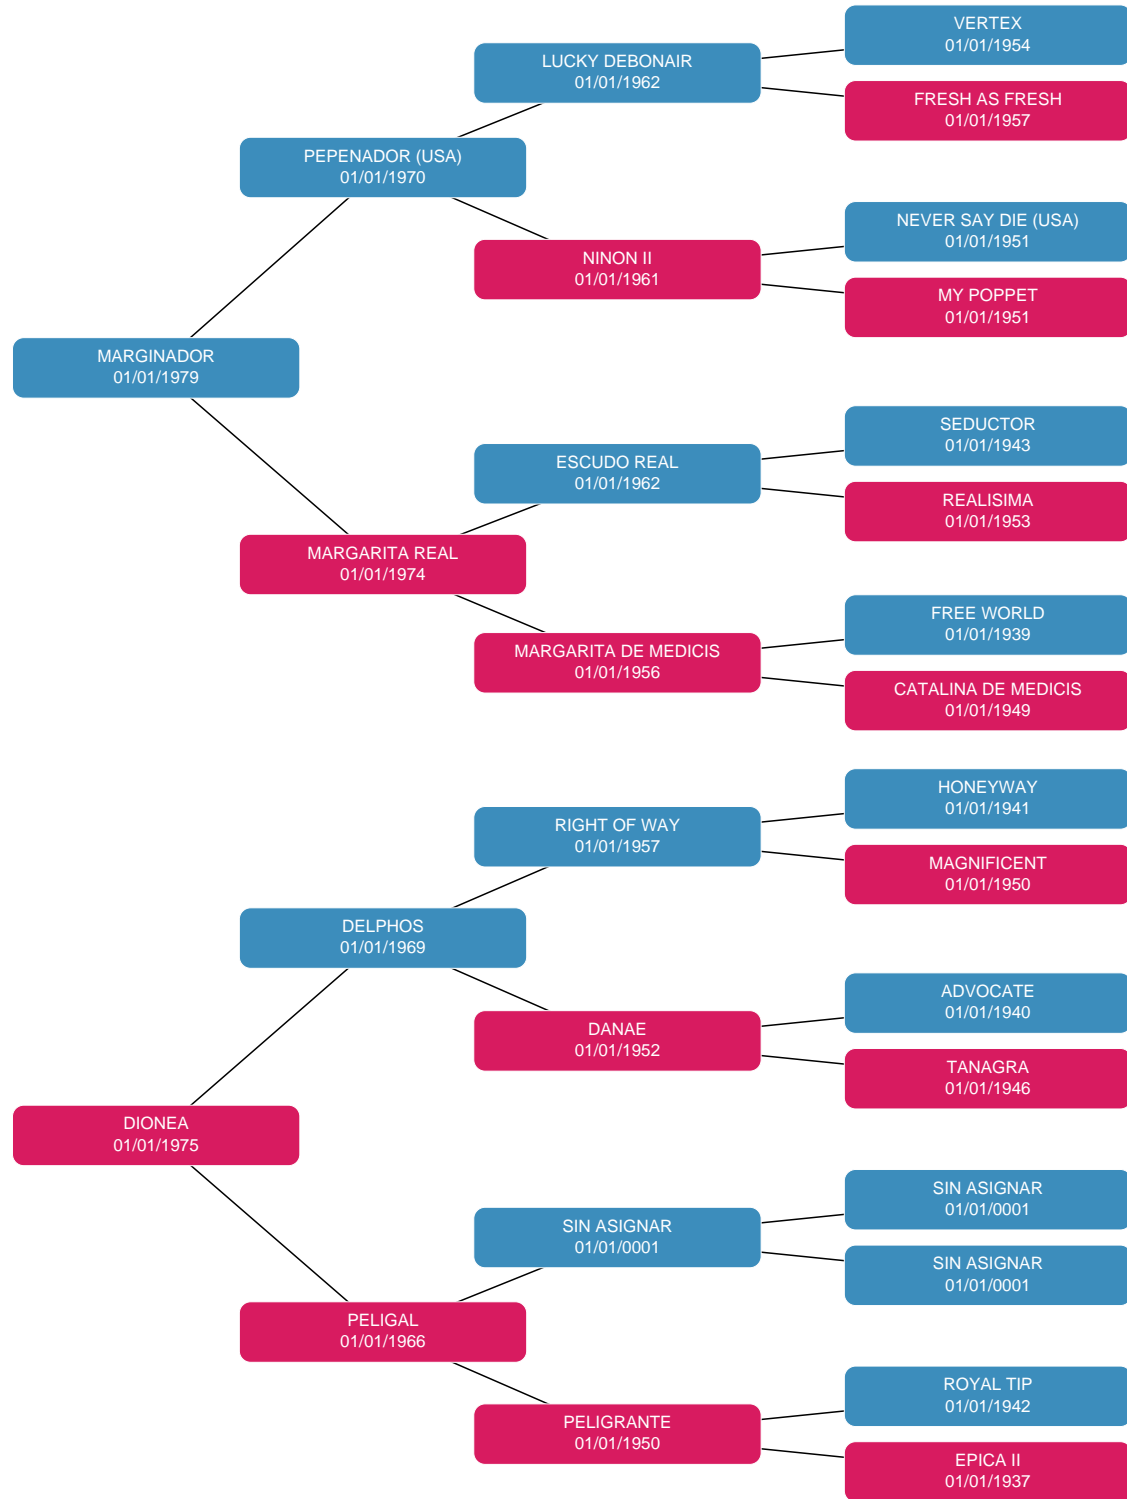 VERTEX
01/01/1954
LUCKY DEBONAIR
01/01/1962
FRESH AS FRESH
01/01/1957
PEPENADOR (USA)
01/01/1970
NEVER SAY DIE (USA)
01/01/1951
NINON II
01/01/1961
MY POPPET
01/01/1951
MARGINADOR
01/01/1979
SEDUCTOR
01/01/1943
ESCUDO REAL
01/01/1962
REALISIMA
01/01/1953
MARGARITA REAL
01/01/1974
FREE WORLD
01/01/1939
MARGARITA DE MEDICIS
01/01/1956
CATALINA DE MEDICIS
01/01/1949
HONEYWAY
01/01/1941
RIGHT OF WAY
01/01/1957
MAGNIFICENT
01/01/1950
DELPHOS
01/01/1969
ADVOCATE
01/01/1940
DANAE
01/01/1952
TANAGRA
01/01/1946
DIONEA
01/01/1975
SIN ASIGNAR
01/01/0001
SIN ASIGNAR
01/01/0001
SIN ASIGNAR
01/01/0001
PELIGAL
01/01/1966
ROYAL TIP
01/01/1942
PELIGRANTE
01/01/1950
EPICA II
01/01/1937